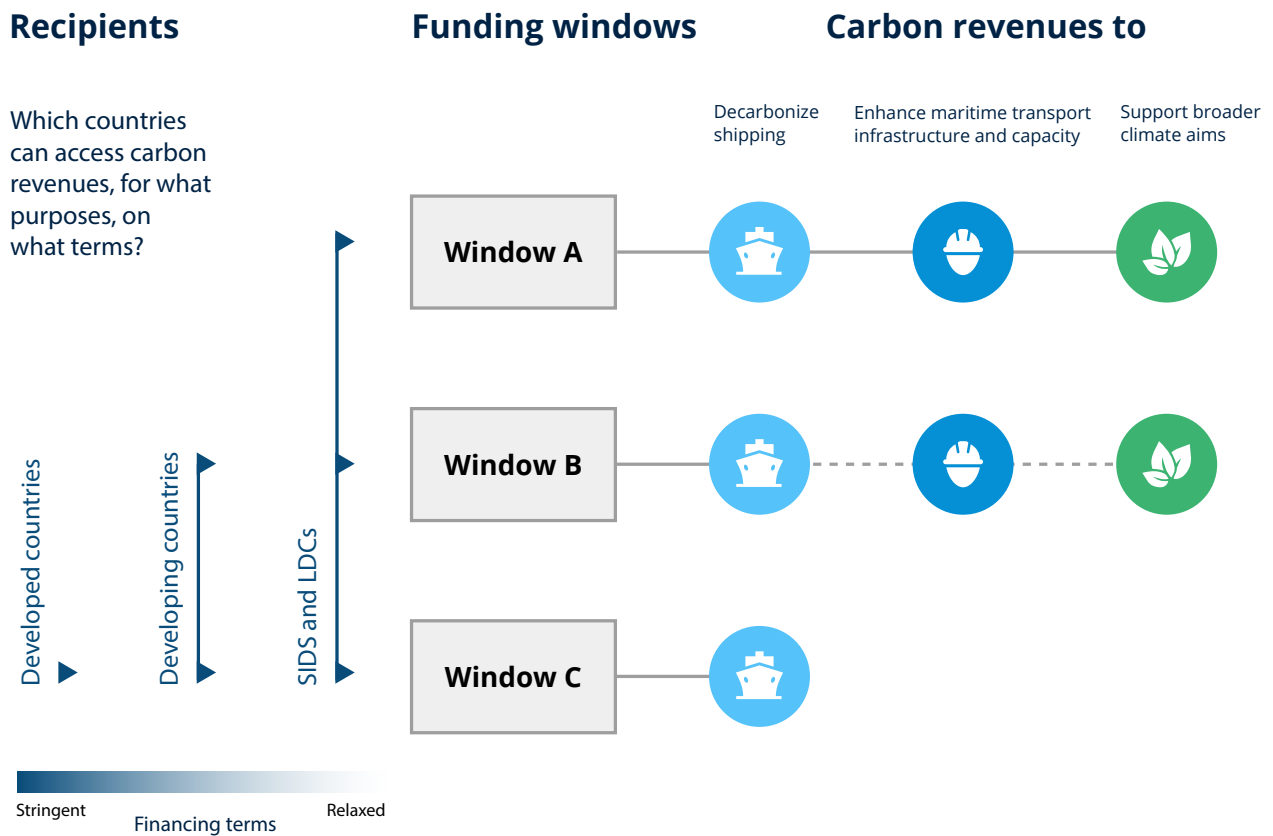 Recipients
Funding windows
Carbon revenues to
Which countries
can access carbon
revenues, for what
purposes, on
what terms?
Decarbonize
shipping
Enhance maritime transport
infrastructure and capacity
Support broader
climate aims
Window A
Window B
Window C
Developed countries
Developing countries
SIDS and LDCs
Stringent
Relaxed
Financing terms